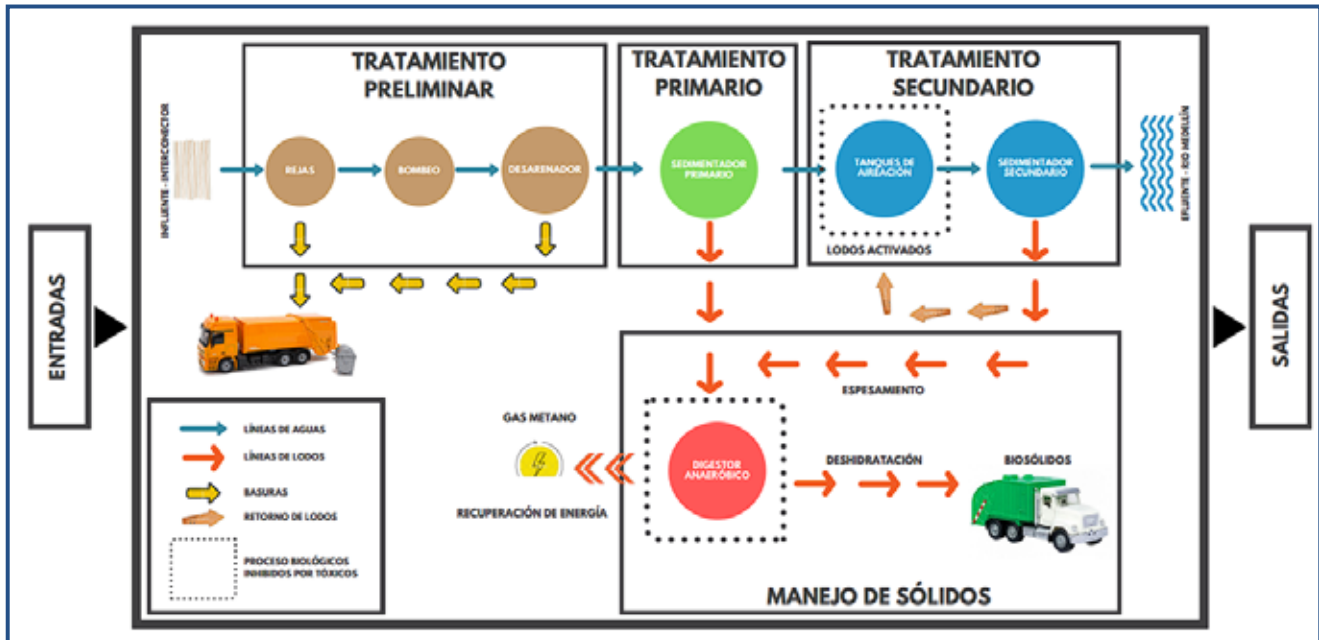 TRATAMIENTO
PRELIMINAR
TRATAMIENTO
PRIMARIO
TRATAMIENTO
SECUNDARIO
INFLUENTE - INTERCONECTOR
REJAS
BOMBEO
DESARENADOR
SEDIMENTADOR
PRIMARIO
TANQUES DE
AIREACIÓN
SEDIMENTADOR
SECUNDARIO
EFLUENTE - RIO MEDELLÍN
LODOS ACTIVADOS
ENTRADAS
SALIDAS
ESPESAMIENTO
GAS METANO
DIGESTOR
ANAERÓBICO
DESHIDRATACIÓN
BIOSÓLIDOS
RECUPERACIÓN DE ENERGÍA
LÍNEAS DE AGUAS
LÍNEAS DE LODOS
BASURAS
RETORNO DE LODOS
PROCESO BIOLÓGICOS
INHIBIDOS POR TÓXICOS
MANEJO DE SÓLIDOS